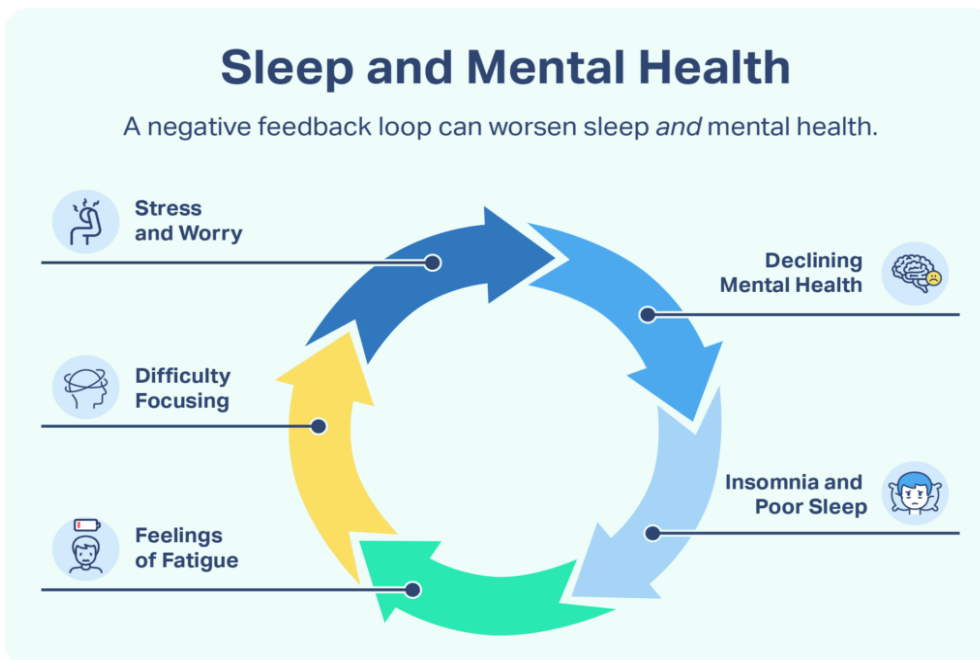 Sleep and Mental Health
A negative feedback loop can worsen sleep and mental health.
Stress
and Worry
Declining
Mental Health
Difficulty
Focusing
Insomnia and
Poor Sleep
Feelings
of Fatigue